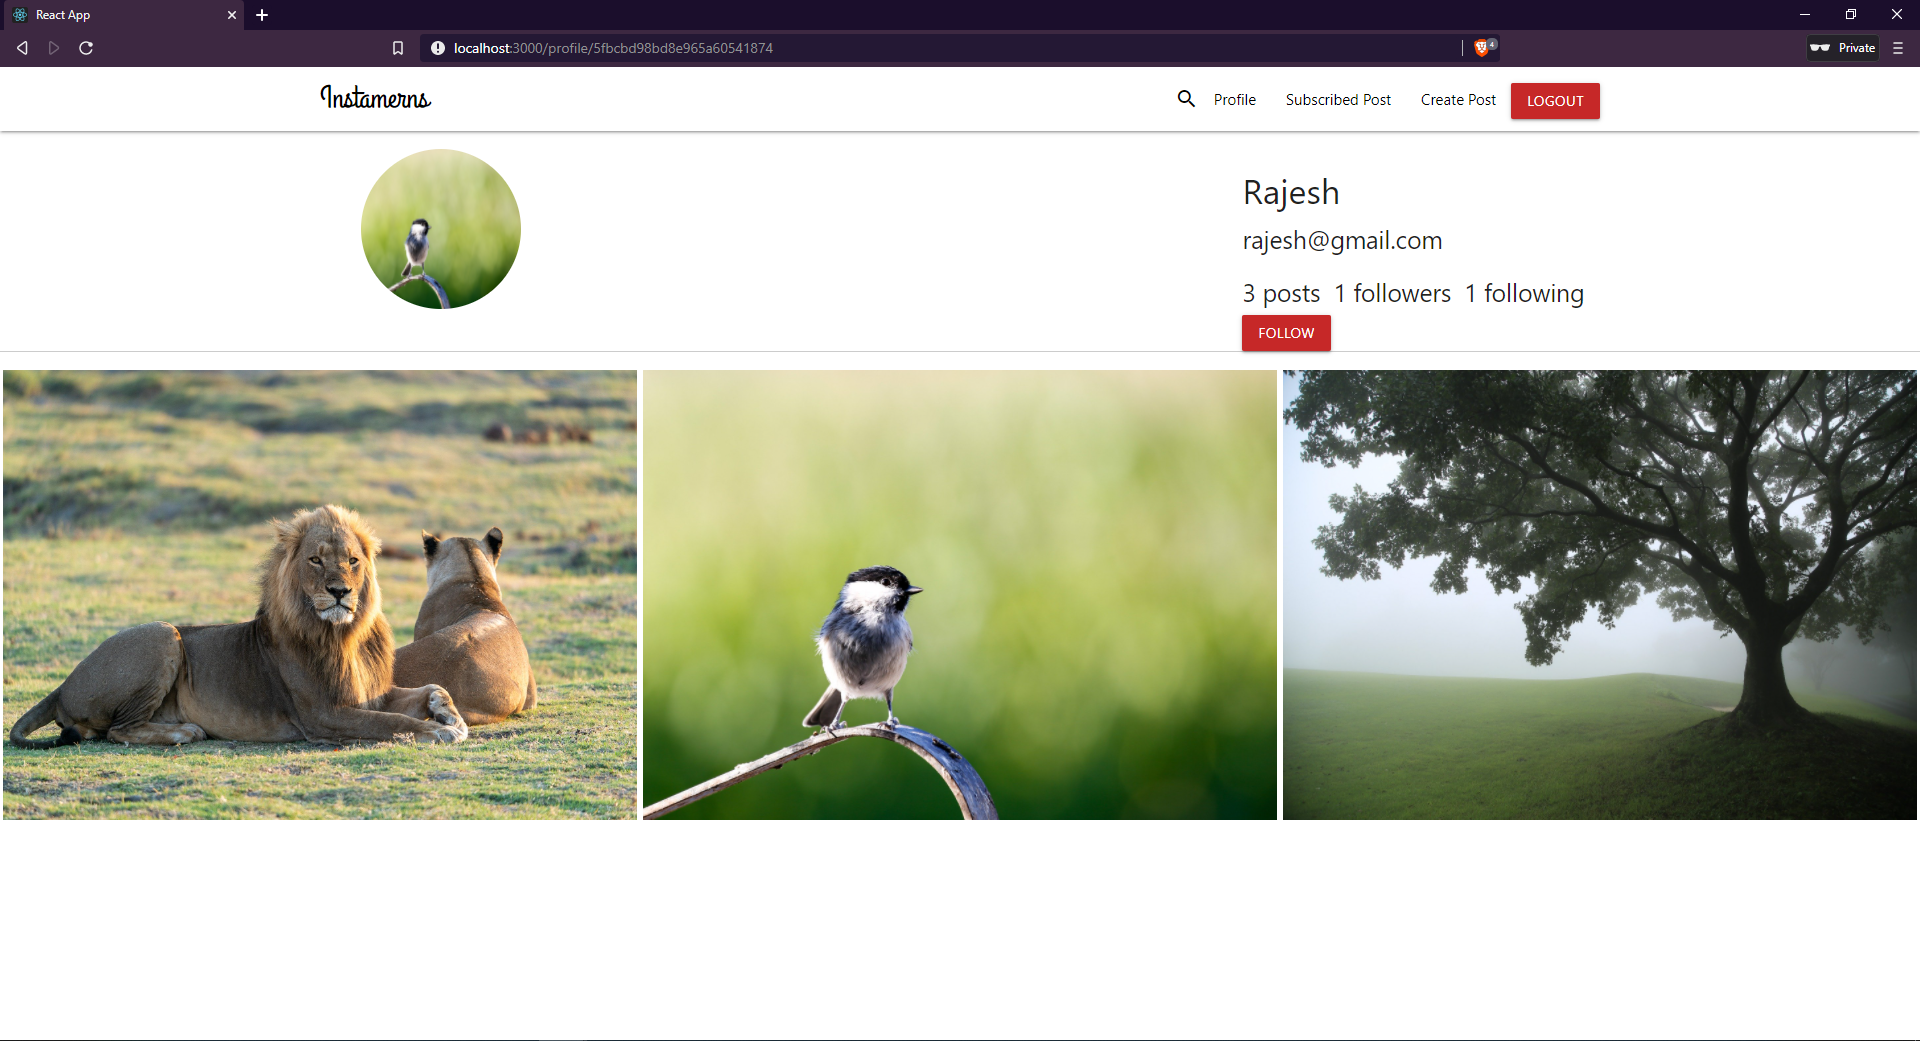 React App
localhost:3000/profile/5fbcbd98bd8e965a60541874
4
Private
Instamerns
Profile
Subscribed Post
Create Post
LOGOUT
Rajesh
rajesh@gmail.com
3 posts 1 followers 1 following
FOLLOW